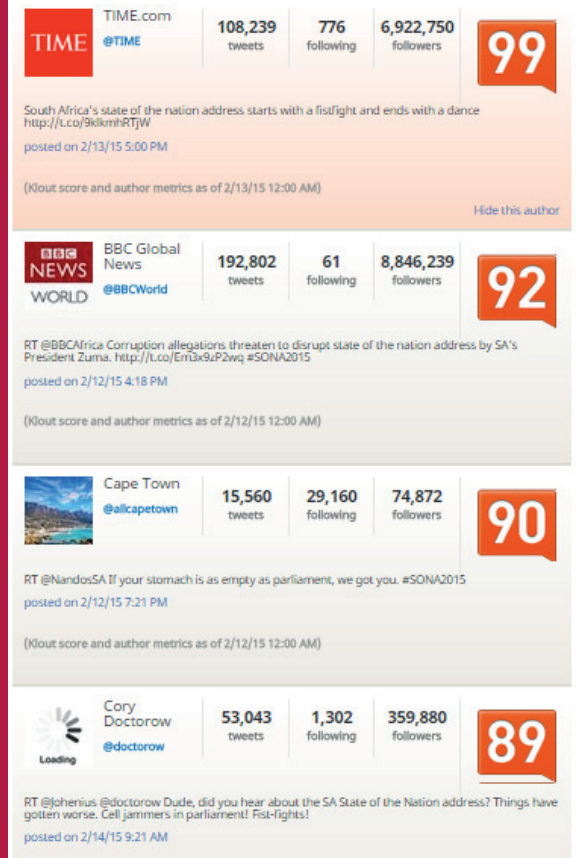 TIME
TIME.com
@TIME
108,239
tweets
776
following
6,922,750
followers
99
South Africa's state of the nation address starts with a fistfight and ends with a dance
http://t.co/9klkmhRTjW
posted on 2/13/15 5:00 PM
(Klout score and author metrics as of 2/13/15 12:00 AM)
Hide this author
BBC
NEWS
WORLD
BBC Global
News
@BBCWorld
192,802
tweets
61
following
8,846,239
followers
92
RT @BBCAfrica Corruption allegations threaten to disrupt state of the nation address by SA's
President Zuma. http://t.co/Em3x9zP2wq #SONA2015
posted on 2/12/15 4:18 PM
(Klout score and author metrics as of 2/12/15 12:00 AM)
Cape Town
@allcapetown
15,560
tweets
29,160
following
74,872
followers
90
RT @NandosSA If your stomach is as empty as parliament, we got you. #SONA2015
posted on 2/12/15 7:21 PM
(Klout score and author metrics as of 2/12/15 12:00 AM)
Loading
Cory
Doctorow
@doctorow
53,043
tweets
1,302
following
359,880
followers
89
RT @Johenius @doctorow Dude, did you hear about the SA State of the Nation address? Things have
gotten worse. Cell jammers in parliament! Fist-fights!
posted on 2/14/15 9:21 AM